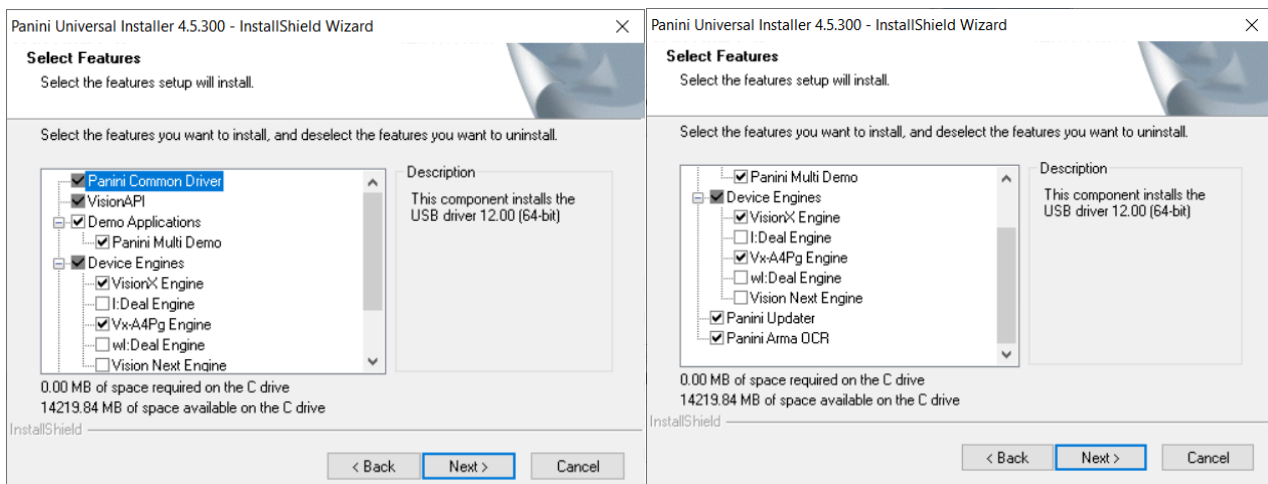 Panini Universal Installer 4.5.300 - InstallShield Wizard
Select Features
Select the features setup will install.
Select the features you want to install, and deselect the features you want to uninstall.
Panini Common Driver
VisionAPI
Demo Applications
Panini Multi Demo
Device Engines
VisionX Engine
I:Deal Engine
Vx-A4Pg Engine
wI:Deal Engine
Vision Next Engine
Description
This component installs the
USB driver 12.00 (64-bit)
0.00 MB of space required on the C drive
14219.84 MB of space available on the C drive
InstallShield
< Back
Next >
Cancel
Panini Universal Installer 4.5.300 - InstallShield Wizard
Select Features
Select the features setup will install.
Select the features you want to install, and deselect the features you want to uninstall.
Panini Multi Demo
Device Engines
VisionX Engine
I:Deal Engine
Vx-A4Pg Engine
wI:Deal Engine
Vision Next Engine
Panini Updater
Panini Arma OCR
Description
This component installs the
USB driver 12.00 (64-bit)
0.00 MB of space required on the C drive
14219.84 MB of space available on the C drive
InstallShield
< Back
Next >
Cancel